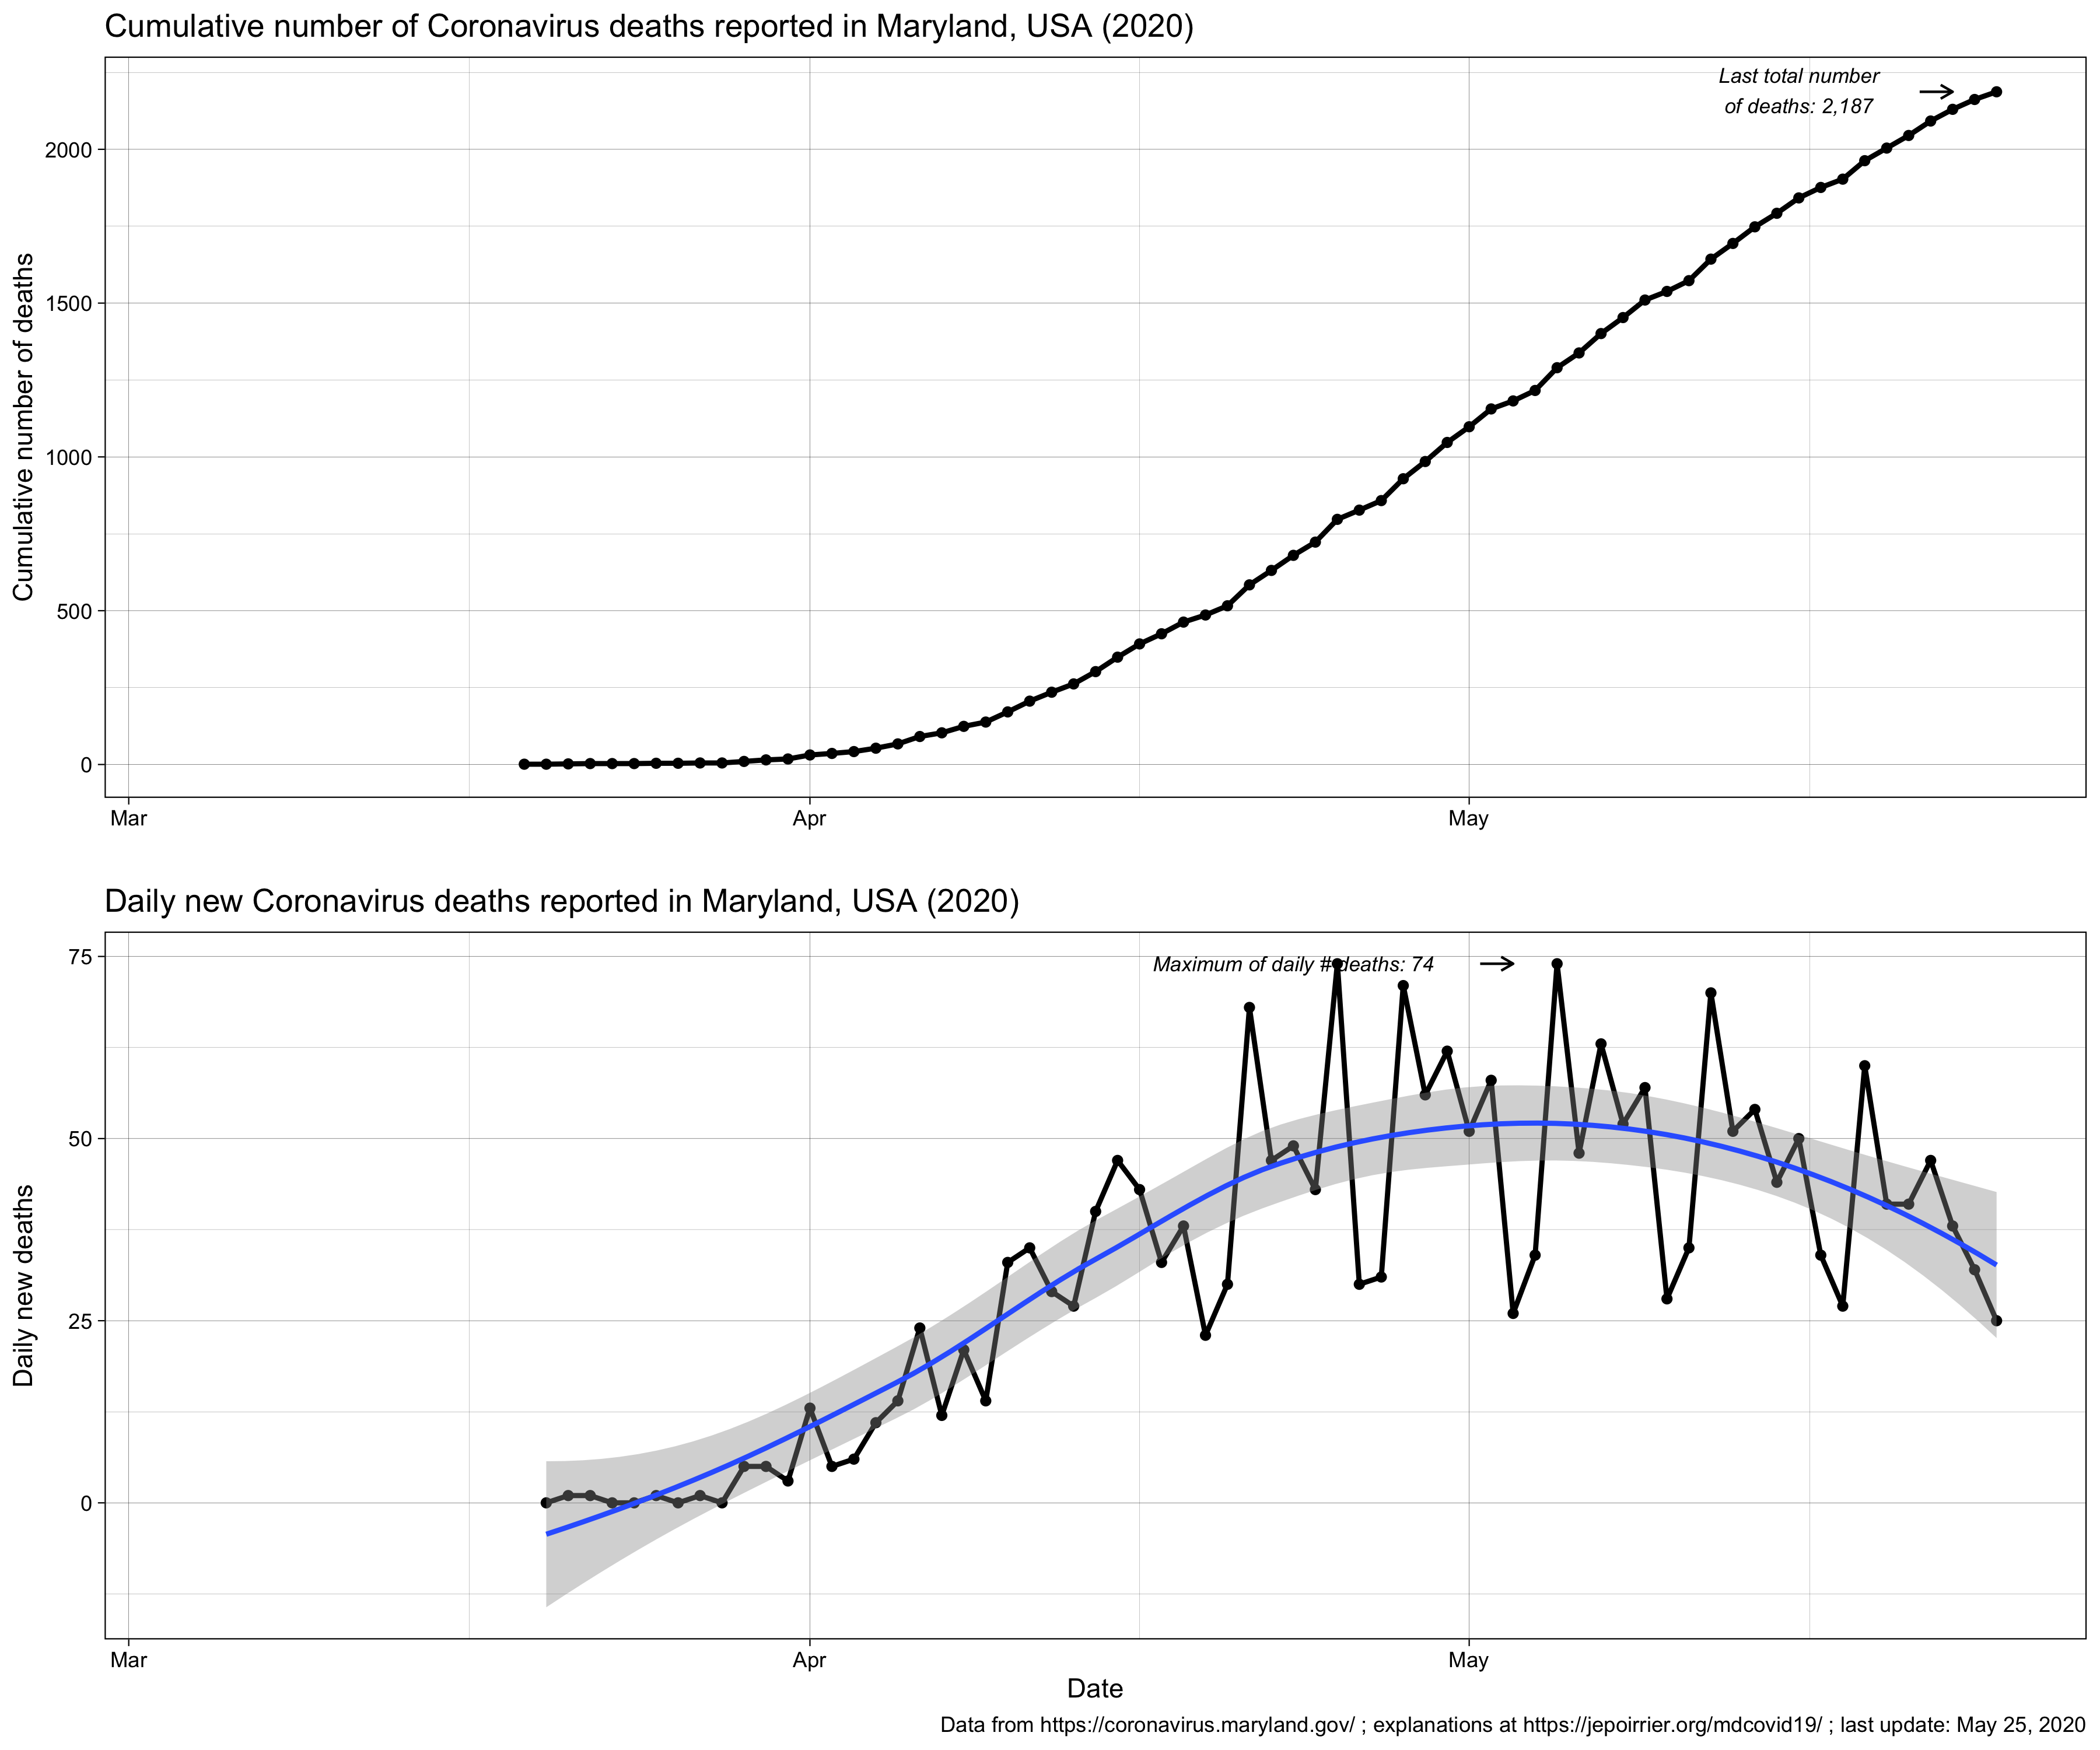 Cumulative number of Coronavirus deaths reported in Maryland, USA (2020)
Last total number
of deaths: 2,187
Cumulative number of deaths
2000
1500
1000
500
0
Mar Apr May
Daily new Coronavirus deaths reported in Maryland, USA (2020)
Maximum of daily # deaths: 74
Daily new deaths
75
50
25
0
Mar Apr May
Date
Data from https://coronavirus.maryland.gov/ ; explanations at https://jepoirrier.org/mdcovid19/ ; last update: May 25, 2020